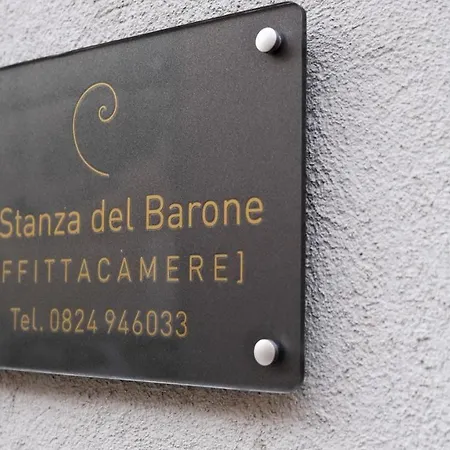 Stanza del Barone
FFITTACAMERE]
Tel. 0824 946033